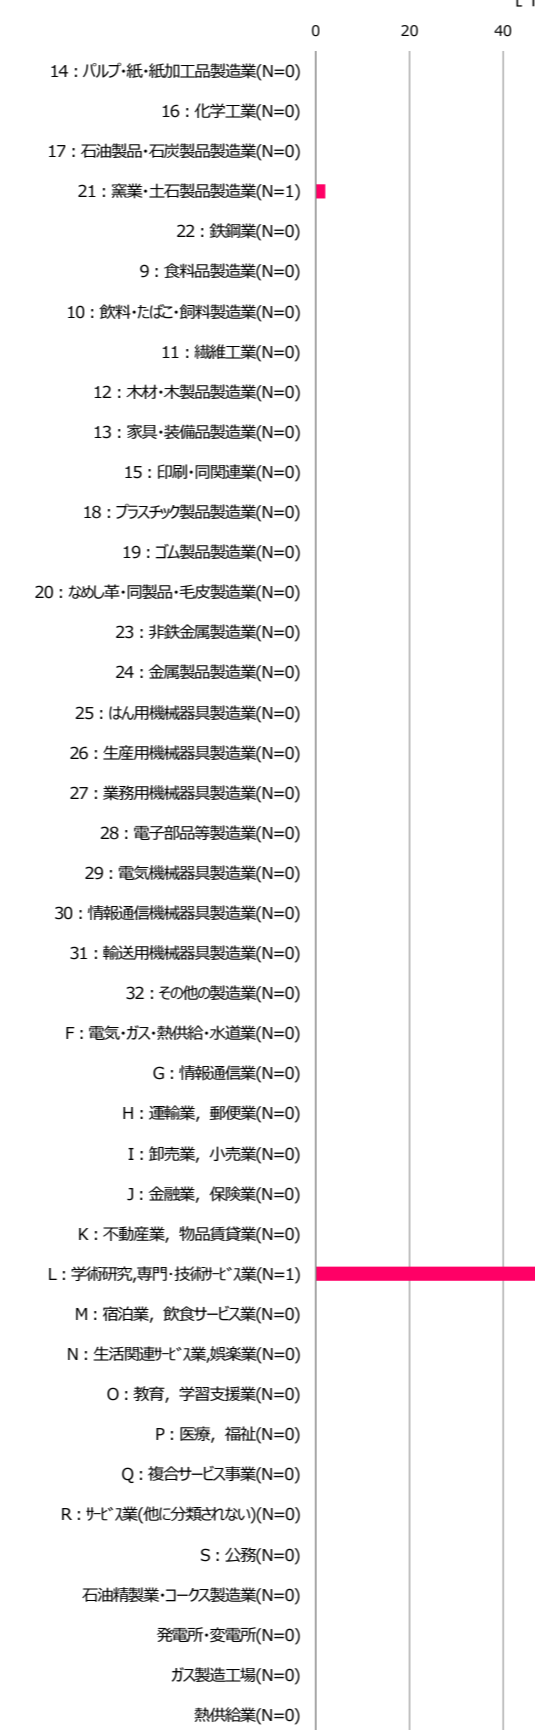 0 20 40
14：パルプ･紙･紙加工品製造業(N=0)
16：化学工業(N=0)
17：石油製品･石炭製品製造業(N=0)
21：窯業･土石製品製造業(N=1)
22：鉄鋼業(N=0)
9：食料品製造業(N=0)
10：飲料･たばこ･飼料製造業(N=0)
11：繊維工業(N=0)
12：木材･木製品製造業(N=0)
13：家具･装備品製造業(N=0)
15：印刷･同関連業(N=0)
18：プラスチック製品製造業(N=0)
19：ゴム製品製造業(N=0)
20：なめし革･同製品･毛皮製造業(N=0)
23：非鉄金属製造業(N=0)
24：金属製品製造業(N=0)
25：はん用機械器具製造業(N=0)
26：生産用機械器具製造業(N=0)
27：業務用機械器具製造業(N=0)
28：電子部品等製造業(N=0)
29：電気機械器具製造業(N=0)
30：情報通信機械器具製造業(N=0)
31：輸送用機械器具製造業(N=0)
32：その他の製造業(N=0)
F：電気･ガス･熱供給･水道業(N=0)
G：情報通信業(N=0)
H：運輸業，郵便業(N=0)
I：卸売業，小売業(N=0)
J：金融業，保険業(N=0)
K：不動産業，物品賃貸業(N=0)
L：学術研究,専門･技術ｻｰﾋﾞｽ業(N=1)
M：宿泊業，飲食サービス業(N=0)
N：生活関連ｻｰﾋﾞｽ業,娯楽業(N=0)
O：教育，学習支援業(N=0)
P：医療，福祉(N=0)
Q：複合サービス事業(N=0)
R：ｻｰﾋﾞｽ業(他に分類されない)(N=0)
S：公務(N=0)
石油精製業･コークス製造業(N=0)
発電所･変電所(N=0)
ガス製造工場(N=0)
熱供給業(N=0)